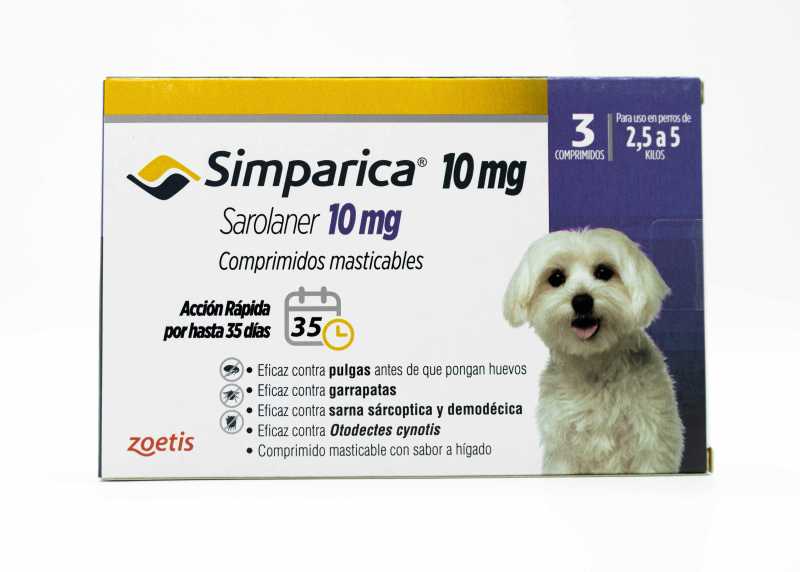 Simparica® 10 mg
Sarolaner 10 mg
Comprimidos masticables
Acción Rápida
por hasta 35 días
35
• Eficaz contra pulgas antes de que pongan huevos
• Eficaz contra garrapatas
• Eficaz contra sarna sárcoptica y demodécica
• Eficaz contra Otodectes cynotis
• Comprimido masticable con sabor a hígado
zoetis
3
COMPRIMIDOS
Para uso en perros de
2,5 a 5
KILOS